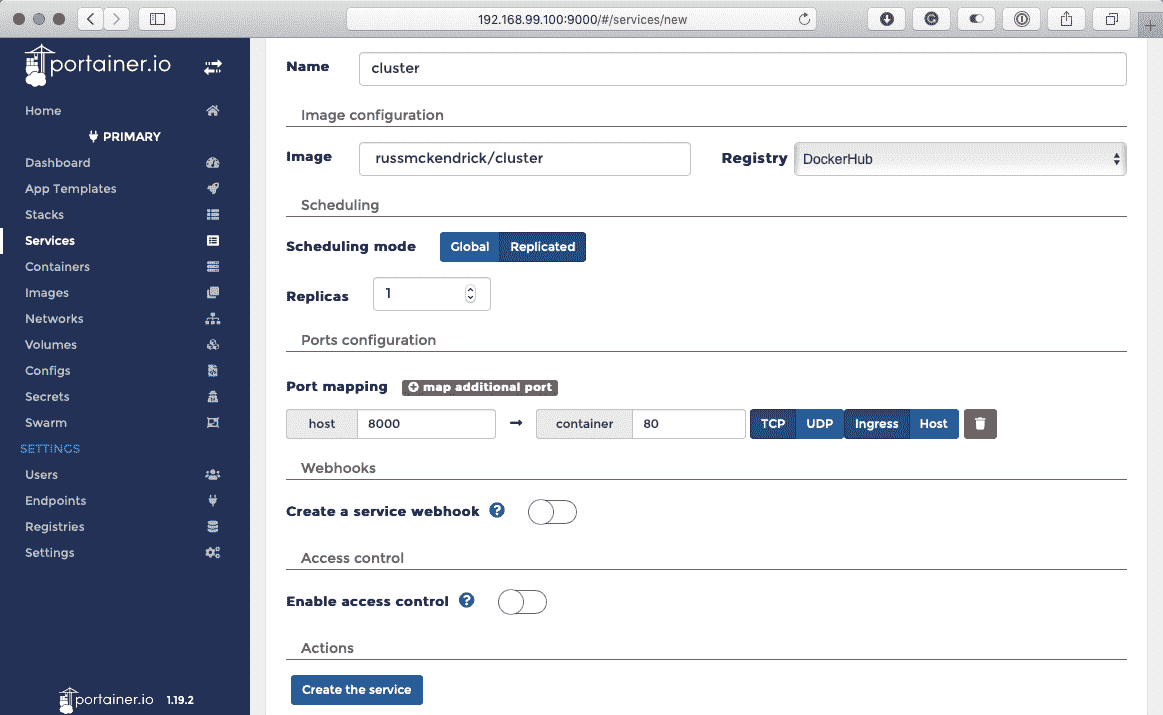 192.168.99.100:9000/#/services/new
portainer.io
Home
PRIMARY
Dashboard
App Templates
Stacks
Services
Containers
Images
Networks
Volumes
Configs
Secrets
Swarm
SETTINGS
Users
Endpoints
Registries
Settings
portainer.io 1.19.2
Name cluster
Image configuration
Image russmckendrick/cluster Registry DockerHub
Scheduling
Scheduling mode Global Replicated
Replicas 1
Ports configuration
Port mapping map additional port
host 8000 → container 80 TCP UDP Ingress Host
Webhooks
Create a service webhook ?
Access control
Enable access control ?
Actions
Create the service